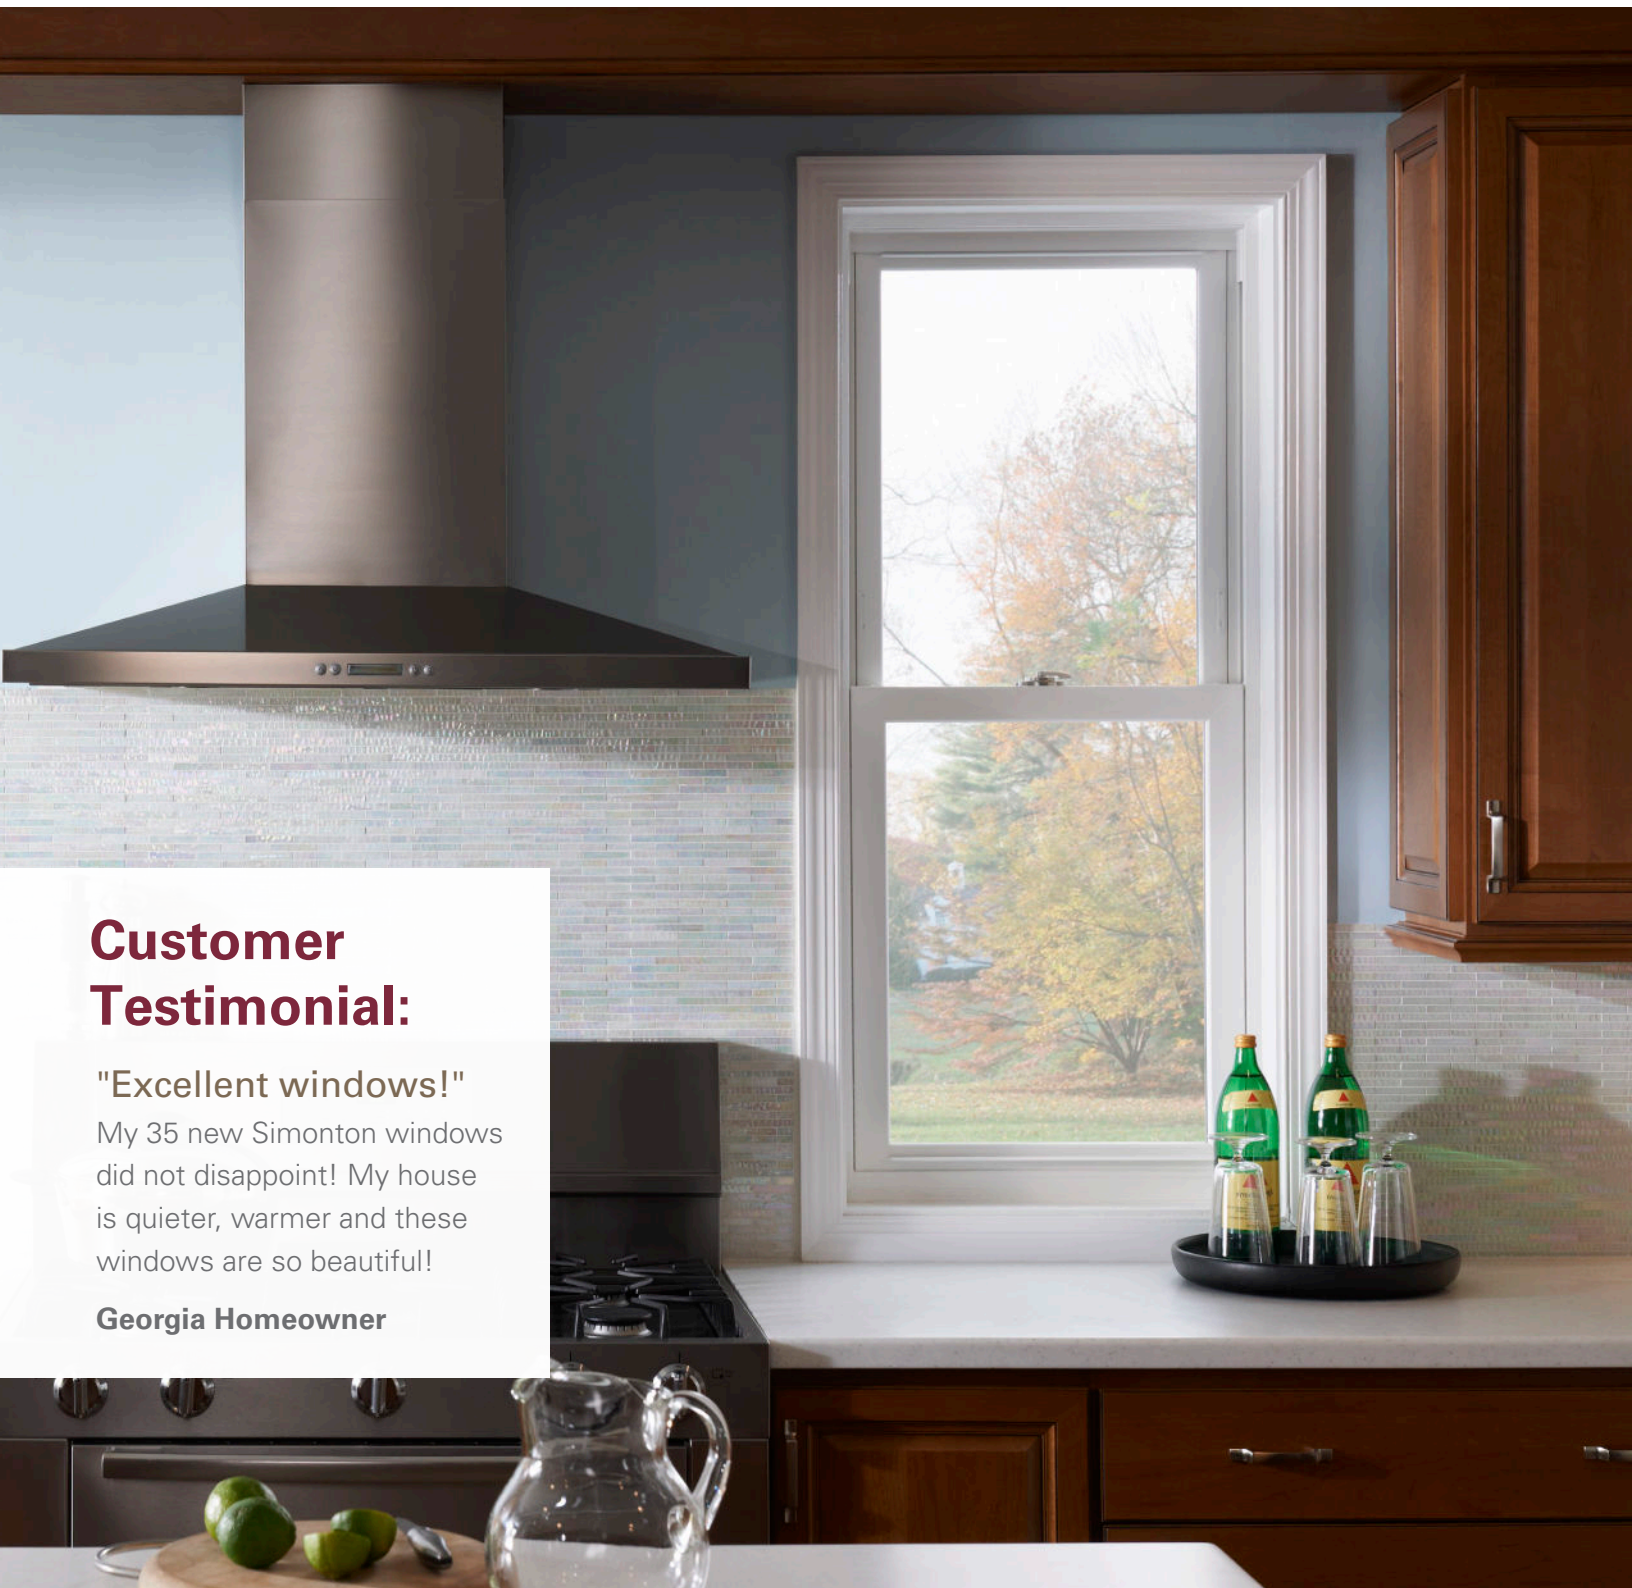 Customer
Testimonial:
"Excellent windows!"
My 35 new Simonton windows
did not disappoint! My house
is quieter, warmer and these
windows are so beautiful!
Georgia Homeowner